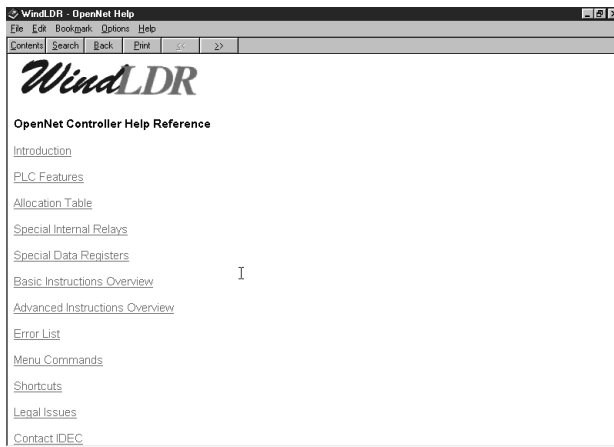 WindLDR - OpenNet Help
File Edit Bookmark Options Help
Contents Search Back Print << >>
WindLDR
OpenNet Controller Help Reference
Introduction
PLC Features
Allocation Table
Special Internal Relays
Special Data Registers
Basic Instructions Overview
Advanced Instructions Overview
Error List
Menu Commands
Shortcuts
Legal Issues
Contact IDEC